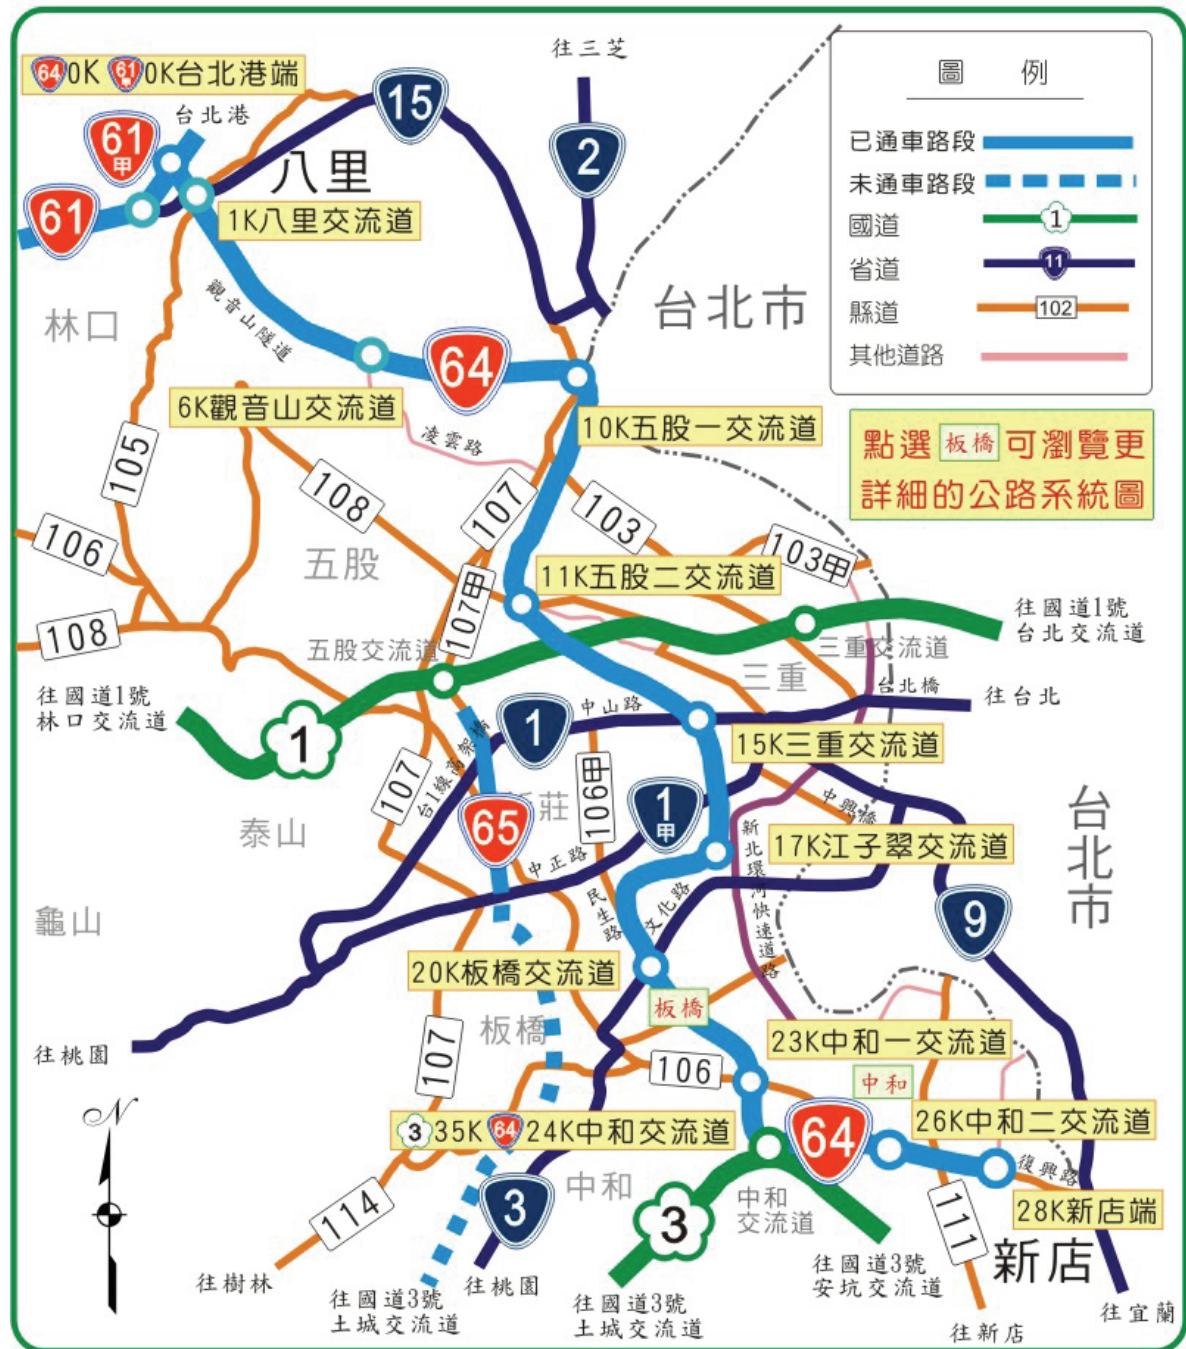 往三芝
圖 例
64 0K 61甲 0K台北港端
台北港
15
61甲
2
已通車路段
未通車路段
八里
國道 1
61
1K八里交流道
省道 11
觀音山隧道
台北市
縣道 102
林口
其他道路
64
6K觀音山交流道
10K五股一交流道
點選 板橋 可瀏覽更
詳細的公路系統圖
凌雲路
105
108
107
103
106
103甲
五股
11K五股二交流道
107甲
108
往國道1號
台北交流道
五股交流道
三重交流道
三重
往國道1號
林口交流道
台北橋
往台北
中山路
1
1
15K三重交流道
台1線高架橋
107
106甲
新莊
1甲
中興橋
65
泰山
台北市
新北環河快速道路
17K江子翠交流道
中正路
民生路
文化路
龜山
9
20K板橋交流道
板橋
板橋
23K中和一交流道
往桃園
107
106
中和
N
3 35K 64 24K中和交流道
64
26K中和二交流道
復興路
中和
3
中和
交流道
114
3
111
28K新店端
新店
往樹林
往桃園
往國道3號
土城交流道
往國道3號
土城交流道
往國道3號
安坑交流道
往新店
往宜蘭